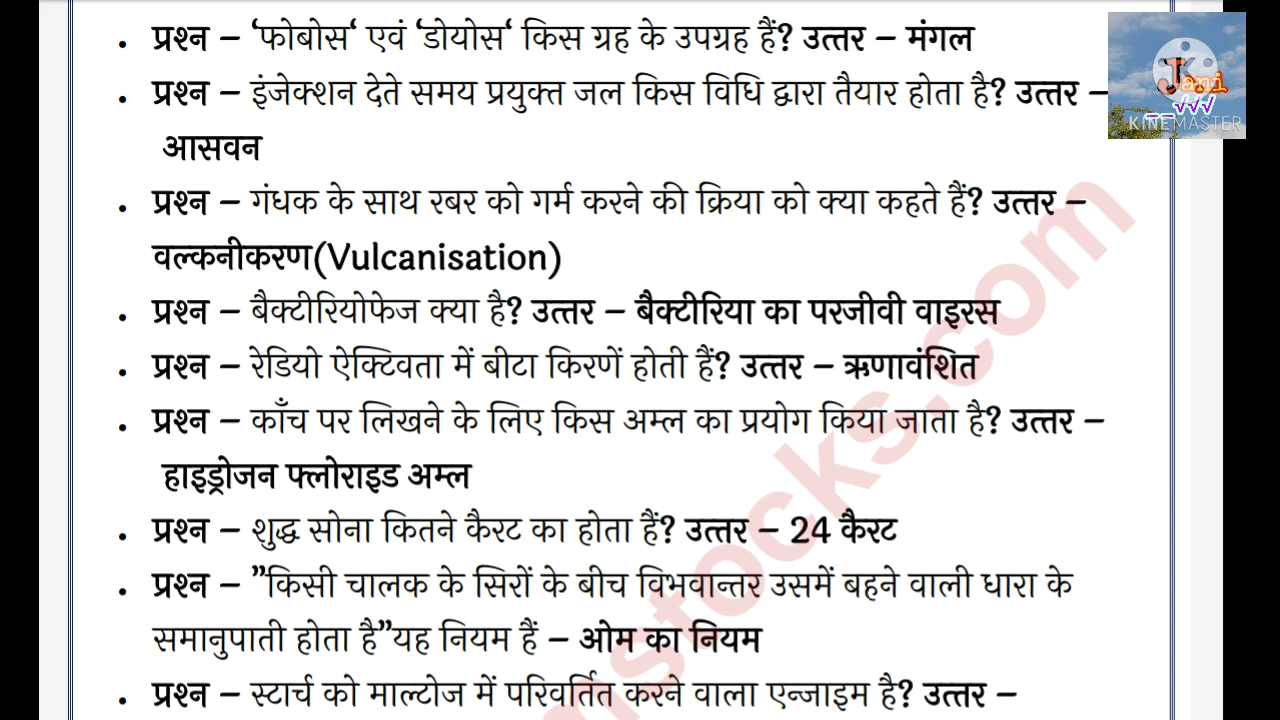 • प्रश्न – ‘फोबोस‘ एवं ‘डोयोस‘ किस ग्रह के उपग्रह हैं? उत्तर – मंगल
• प्रश्न – इंजेक्शन देते समय प्रयुक्त जल किस विधि द्वारा तैयार होता है? उत्तर –
आसवन
• प्रश्न – गंधक के साथ रबर को गर्म करने की क्रिया को क्या कहते हैं? उत्तर –
वल्कनीकरण(Vulcanisation)
• प्रश्न – बैक्टीरियोफेज क्या है? उत्तर – बैक्टीरिया का परजीवी वाइरस
• प्रश्न – रेडियो ऐक्टिवता में बीटा किरणें होती हैं? उत्तर – ऋणावंशित
• प्रश्न – काँच पर लिखने के लिए किस अम्ल का प्रयोग किया जाता है? उत्तर –
हाइड्रोजन फ्लोराइड अम्ल
• प्रश्न – शुद्ध सोना कितने कैरट का होता हैं? उत्तर – 24 कैरट
• प्रश्न – ”किसी चालक के सिरों के बीच विभवान्तर उसमें बहने वाली धारा के
समानुपाती होता है”यह नियम हैं – ओम का नियम
• प्रश्न – स्टार्च को माल्टोज में परिवर्तित करने वाला एन्जाइम है? उत्तर –
Jani
__√√√
KINEMASTER
mstocks.com